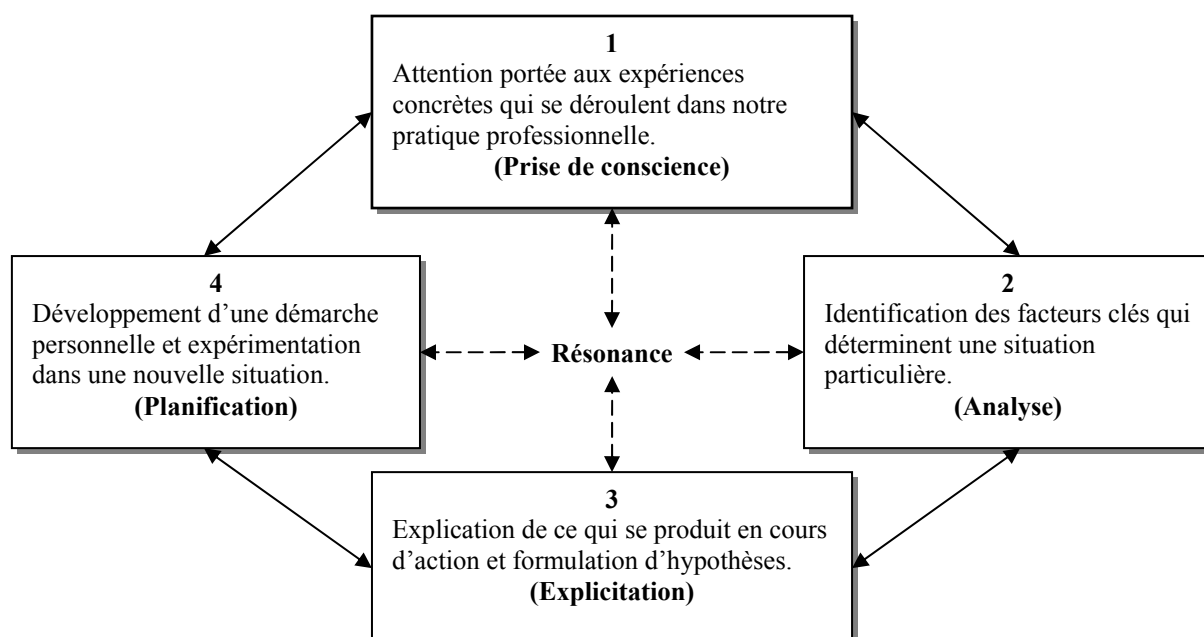 1
Attention portée aux expériences
concrètes qui se déroulent dans notre
pratique professionnelle.
(Prise de conscience)
4
Développement d’une démarche
personnelle et expérimentation
dans une nouvelle situation.
(Planification)
Résonance
2
Identification des facteurs clés qui
déterminent une situation
particulière.
(Analyse)
3
Explication de ce qui se produit en cours
d’action et formulation d’hypothèses.
(Explicitation)